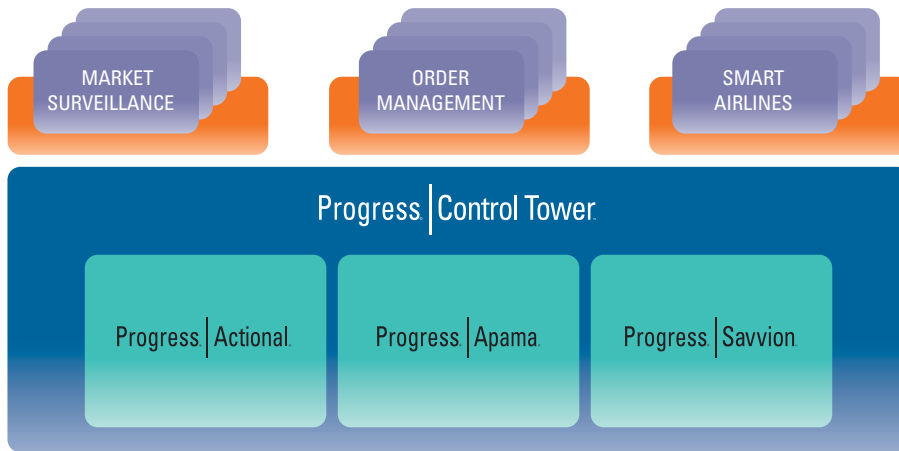 MARKET
SURVEILLANCE
ORDER
MANAGEMENT
SMART
AIRLINES
Progress | Control Tower
Progress | Actional
Progress | Apama
Progress | Savvion